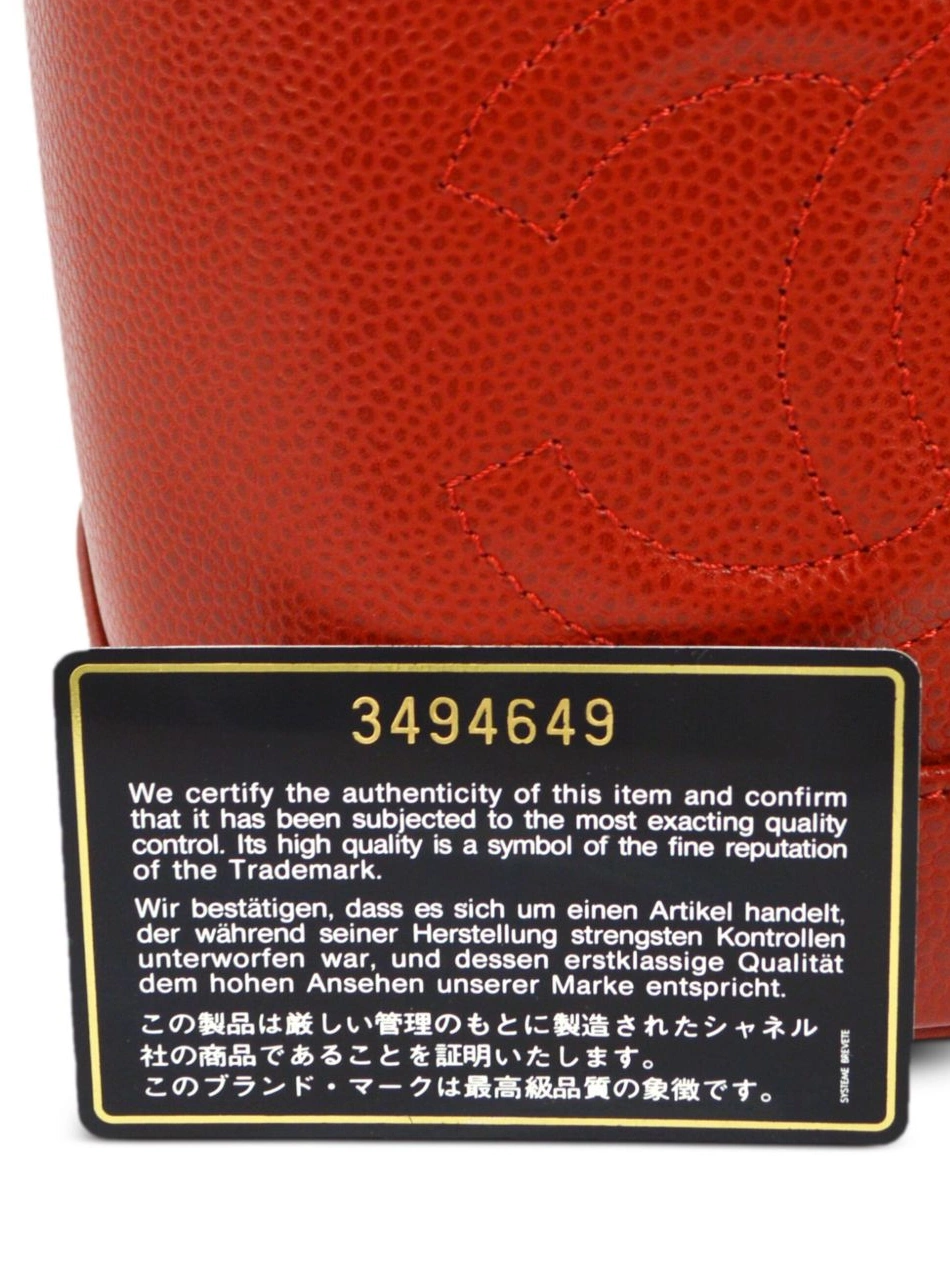 3494649
We certify the authenticity of this item and confirm
that it has been subjected to the most exacting quality
control. Its high quality is a symbol of the fine reputation
of the Trademark.
Wir bestätigen, dass es sich um einen Artikel handelt,
der während seiner Herstellung strengsten Kontrollen
unterworfen war, und dessen erstklassige Qualität
dem hohen Ansehen unserer Marke entspricht.
この製品は厳しい管理のもとに製造されたシャネル
社の商品であることを証明いたします。
このブランド・マークは最高級品質の象徴です。
SYSTEME BREVETE